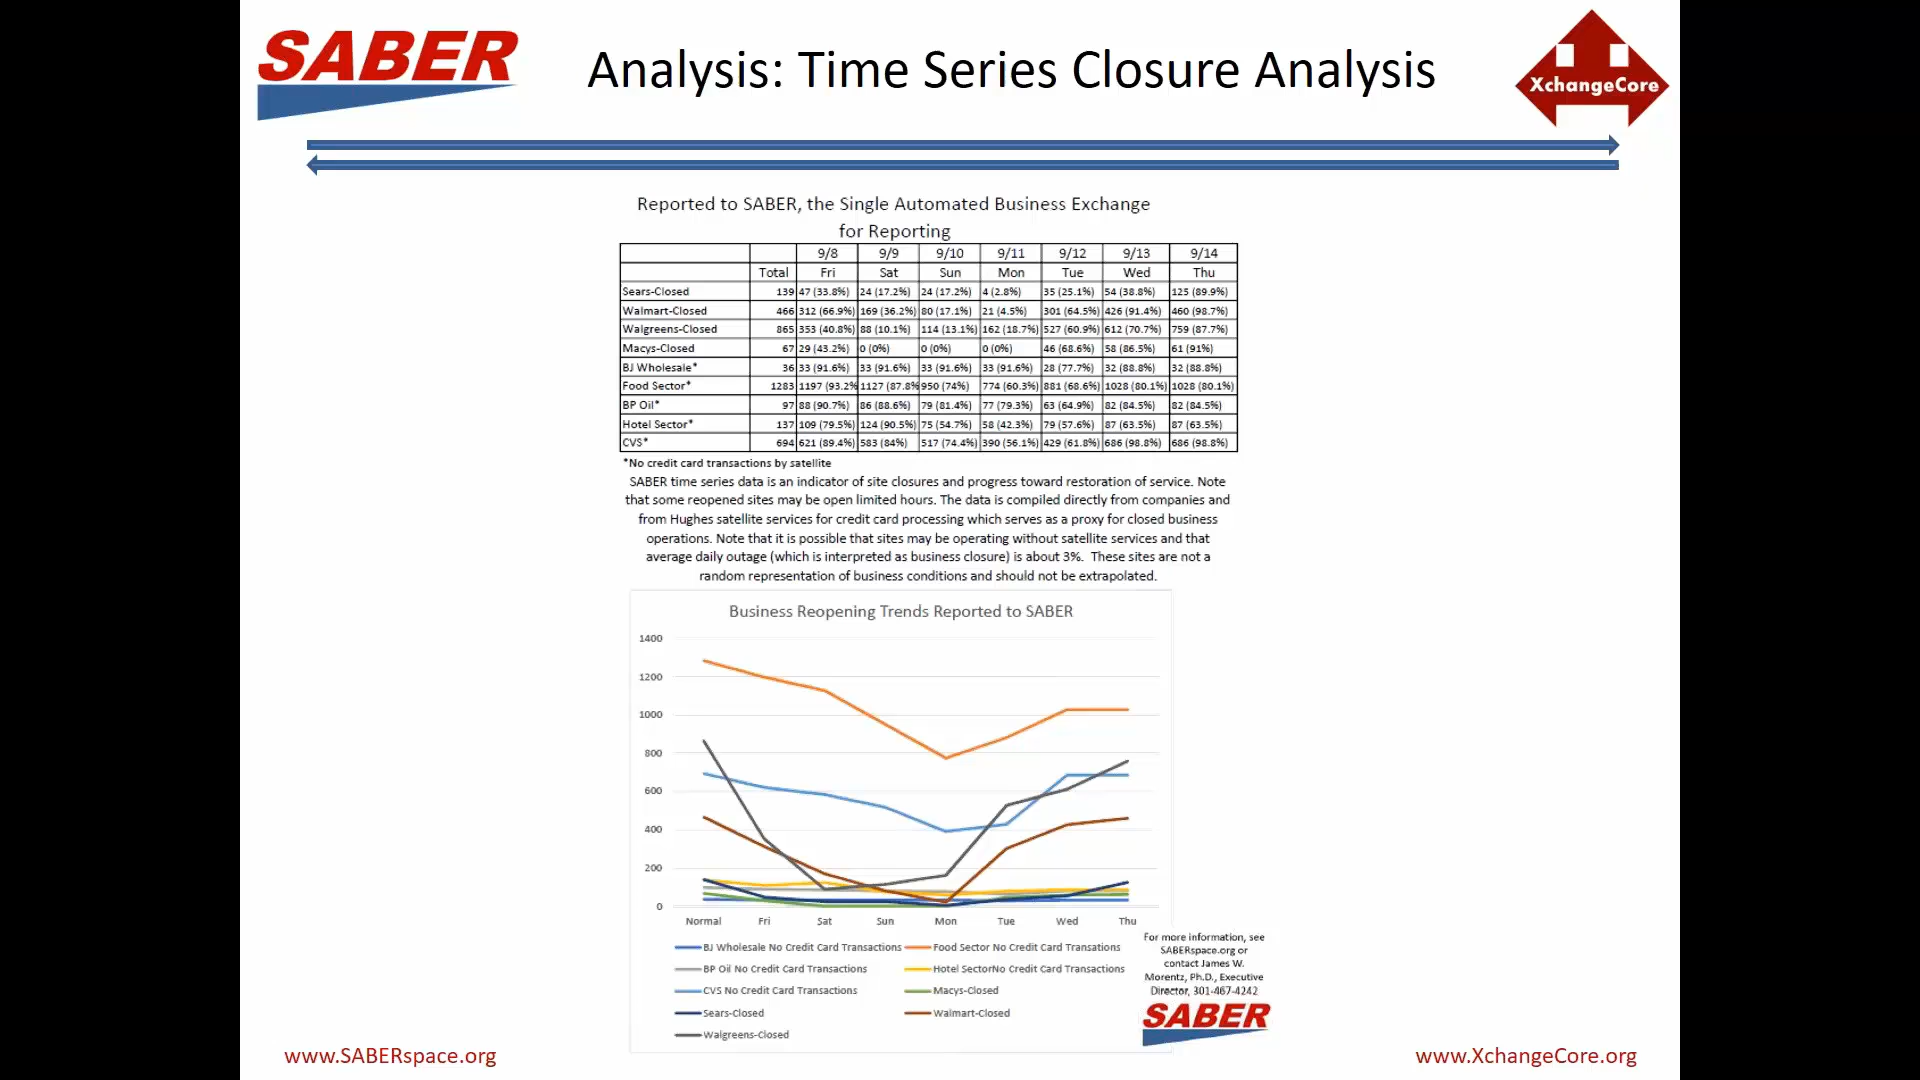 SABER
Analysis: Time Series Closure Analysis
XchangeCore
Reported to SABER, the Single Automated Business Exchange
for Reporting
9/8 9/9 9/10 9/11 9/12 9/13 9/14
Total Fri Sat Sun Mon Tue Wed Thu
Sears-Closed 139 47 (33.8%) 24 (17.2%) 24 (17.2%) 4 (2.8%) 35 (25.1%) 54 (38.8%) 125 (89.9%)
Walmart-Closed 466 312 (66.9%) 169 (36.2%) 80 (17.1%) 21 (4.5%) 301 (64.5%) 426 (91.4%) 460 (98.7%)
Walgreens-Closed 865 353 (40.8%) 88 (10.1%) 114 (13.1%) 162 (18.7%) 527 (60.9%) 612 (70.7%) 759 (87.7%)
Macys-Closed 67 29 (43.2%) 0 (0%) 0 (0%) 0 (0%) 46 (68.6%) 58 (86.5%) 61 (91%)
BJ Wholesale* 36 33 (91.6%) 33 (91.6%) 33 (91.6%) 33 (91.6%) 28 (77.7%) 32 (88.8%) 32 (88.8%)
Food Sector* 1283 1197 (93.2% 1127 (87.8% 950 (74%) 774 (60.3%) 881 (68.6%) 1028 (80.1%) 1028 (80.1%)
BP Oil* 97 88 (90.7%) 86 (88.6%) 79 (81.4%) 77 (79.3%) 63 (64.9%) 82 (84.5%) 82 (84.5%)
Hotel Sector* 137 109 (79.5%) 124 (90.5%) 75 (54.7%) 58 (42.3%) 79 (57.6%) 87 (63.5%) 87 (63.5%)
CVS* 694 621 (89.4%) 583 (84%) 517 (74.4%) 390 (56.1%) 429 (61.8%) 686 (98.8%) 686 (98.8%)
*No credit card transactions by satellite
SABER time series data is an indicator of site closures and progress toward restoration of service. Note
that some reopened sites may be open limited hours. The data is compiled directly from companies and
from Hughes satellite services for credit card processing which serves as a proxy for closed business
operations. Note that it is possible that sites may be operating without satellite services and that
average daily outage (which is interpreted as business closure) is about 3%. These sites are not a
random representation of business conditions and should not be extrapolated.
Business Reopening Trends Reported to SABER
1400
1200
1000
800
600
400
200
0
Normal Fri Sat Sun Mon Tue Wed Thu
BJ Wholesale No Credit Card Transactions Food Sector No Credit Card Transations
BP Oil No Credit Card Transactions Hotel SectorNo Credit Card Transactions
CVS No Credit Card Transactions Macys-Closed
Sears-Closed Walmart-Closed
Walgreens-Closed
For more information, see
SABERspace.org or
contact James W.
Morentz, Ph.D., Executive
Director, 301-467-4242
SABER
www.SABERspace.org
www.XchangeCore.org